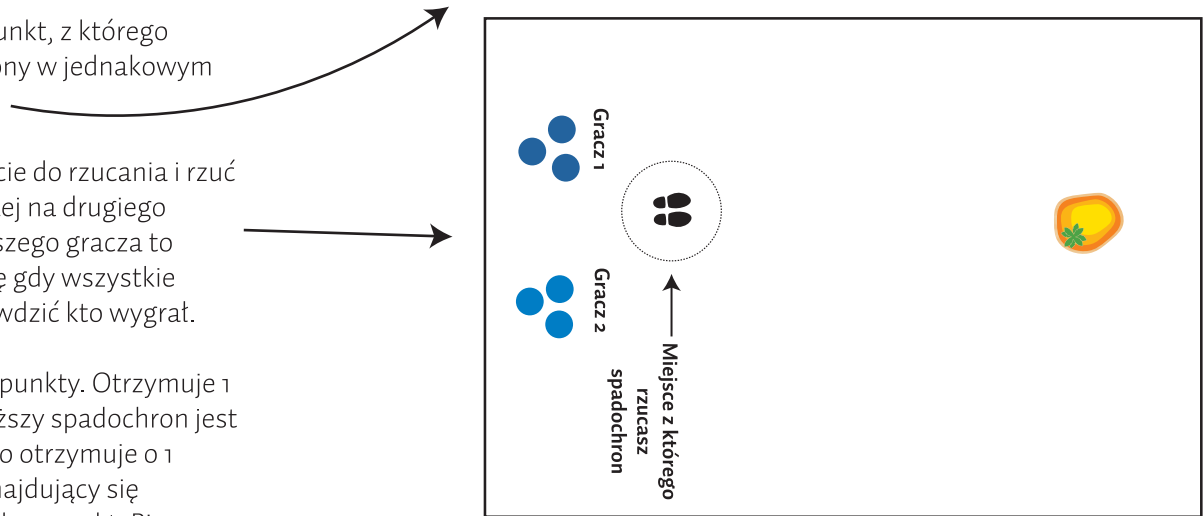 unkt, z którego
ony w jednakowym
cie do rzucania i rzuć
ej na drugiego
szego gracza to
ę gdy wszystkie
wdzić kto wygrał.
punkty. Otrzymuje 1
ższy spadochron jest
o otrzymuje o 1
najdujący się
Gracz 1
Gracz 2
Miejsce z którego
rzucasz
spadochron